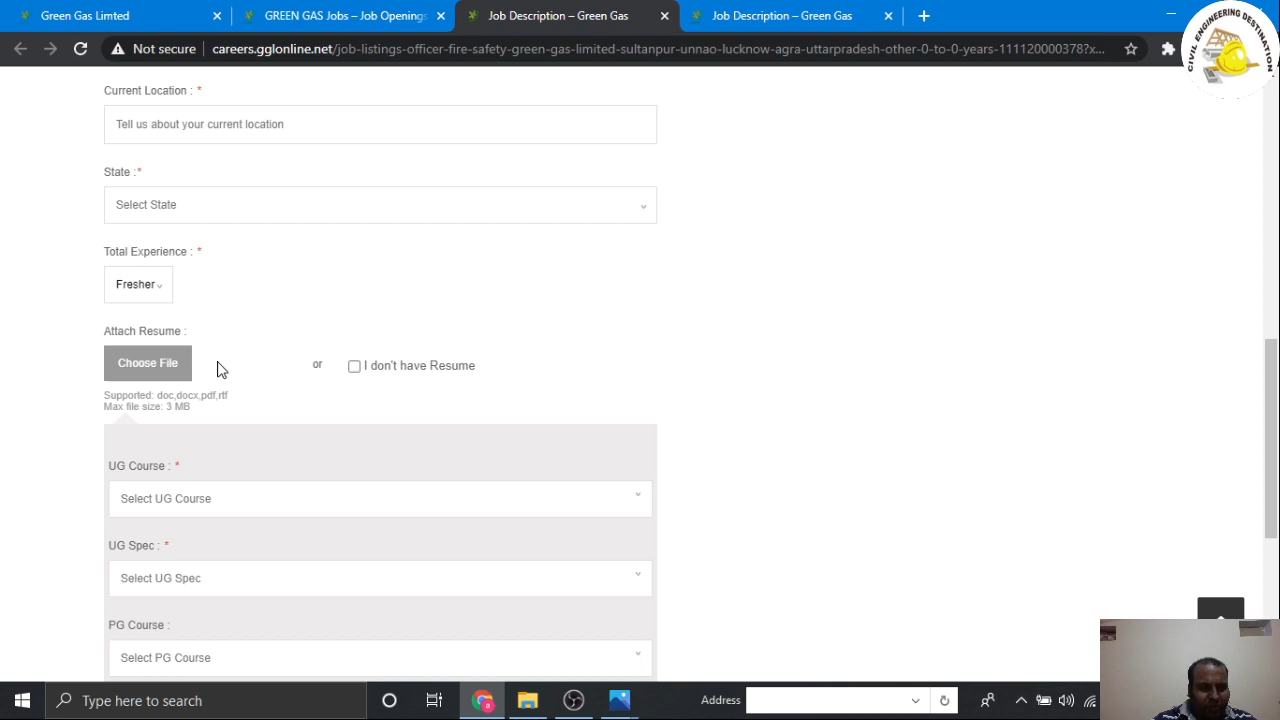 Green Gas Limted
GREEN GAS Jobs – Job Openings
Job Description – Green Gas
Job Description – Green Gas
Not secure
careers.gglonline.net/job-listings-officer-fire-safety-green-gas-limited-sultanpur-unnao-lucknow-agra-uttarpradesh-other-0-to-0-years-111120000378?x...
CIVIL ENGINEERING DESTINATION
Current Location : *
Tell us about your current location
State :*
Select State
Total Experience : *
Fresher
Attach Resume :
Choose File
or
I don't have Resume
Supported: doc,docx,pdf,rtf
Max file size: 3 MB
UG Course : *
Select UG Course
UG Spec : *
Select UG Spec
PG Course :
Select PG Course
Type here to search
Address